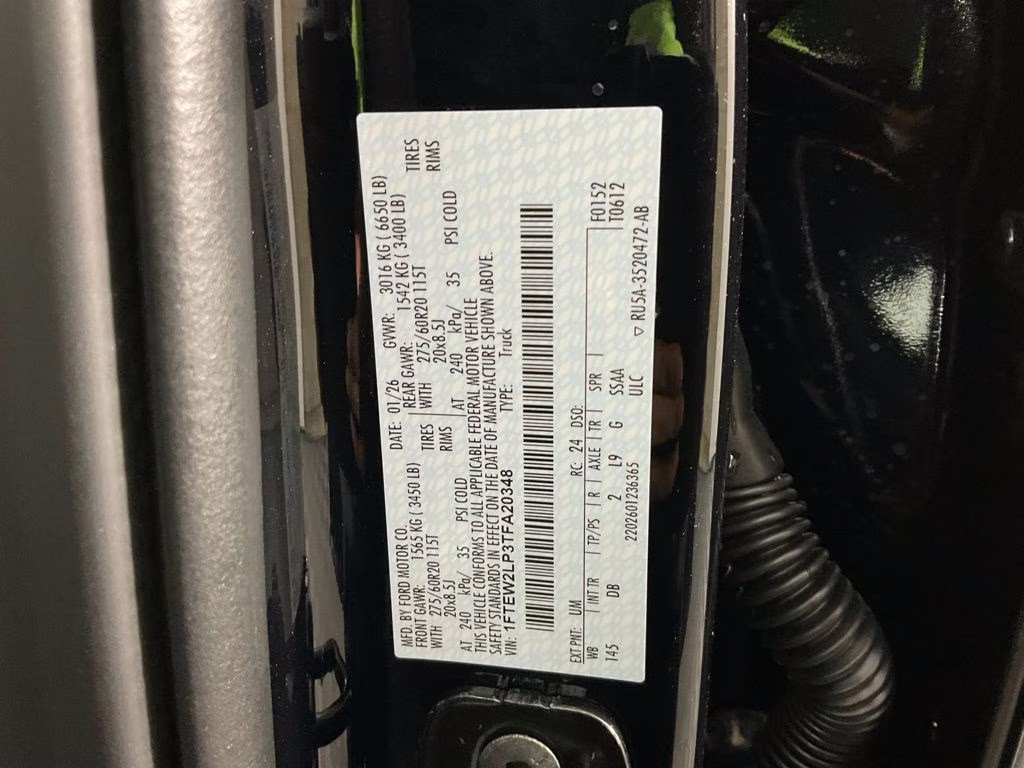 MFD. BY FORD MOTOR CO.
DATE: 01/26 GVWR: 3016 KG ( 6650 LB)
FRONT GAWR: 1565 KG ( 3450 LB)
REAR GAWR: 1542 KG ( 3400 LB)
WITH 275/60R20 115T TIRES
WITH 275/60R20 115T TIRES
20x8.5J RIMS
20x8.5J RIMS
AT 240 kPa/ 35 PSI COLD
AT 240 kPa/ 35 PSI COLD
THIS VEHICLE CONFORMS TO ALL APPLICABLE FEDERAL MOTOR VEHICLE
SAFETY STANDARDS IN EFFECT ON THE DATE OF MANUFACTURE SHOWN ABOVE.
VIN: 1FTEW2LP3TFA20348 TYPE: Truck
EXT PNT: UM RC: 24 DSO: F0152
WB INT TR TP/PS R AXLE TR SPR T0612
145 DB 2 L9 G SSAA
ULC
2202601236365 ▽ RU5A-3520472-AB